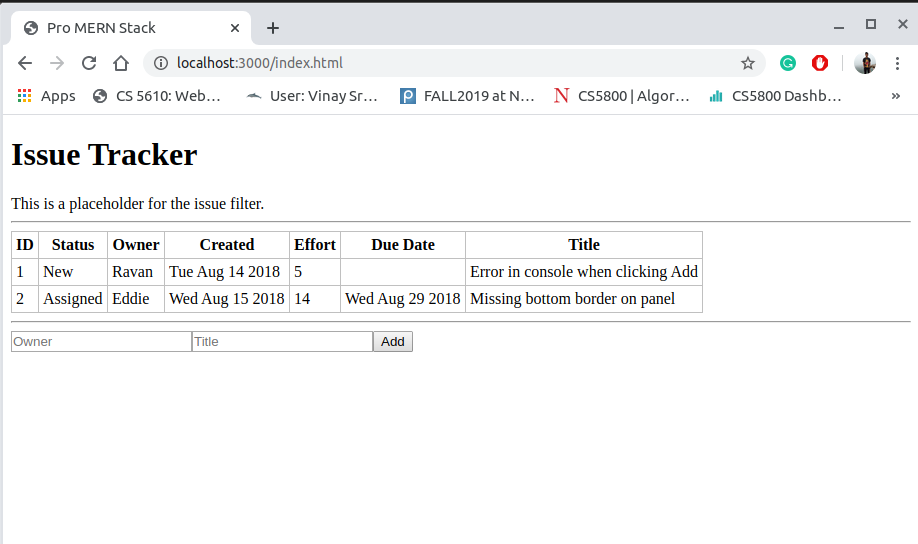 Pro MERN Stack
localhost:3000/index.html
Apps CS 5610: Web… User: Vinay Sr… FALL2019 at N… CS5800 | Algor… CS5800 Dashb… »
Issue Tracker
This is a placeholder for the issue filter.
ID Status Owner Created Effort Due Date Title
1 New Ravan Tue Aug 14 2018 5 Error in console when clicking Add
2 Assigned Eddie Wed Aug 15 2018 14 Wed Aug 29 2018 Missing bottom border on panel
Owner Title Add